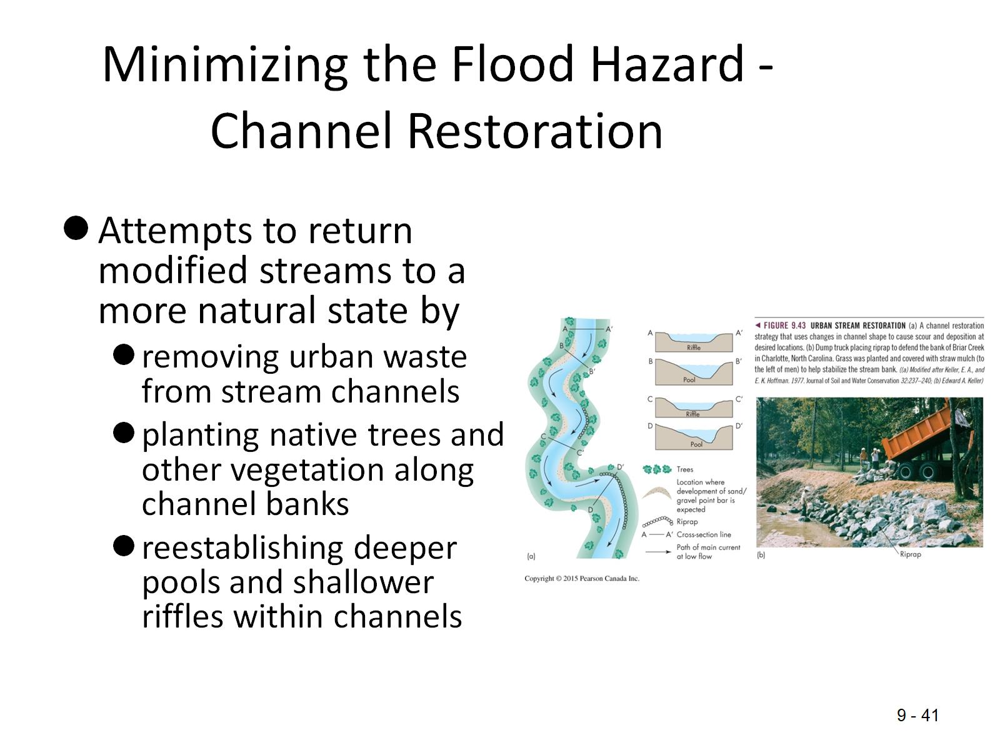 Minimizing the Flood Hazard -
Channel Restoration
Attempts to return
modified streams to a
more natural state by
removing urban waste
from stream channels
planting native trees and
other vegetation along
channel banks
reestablishing deeper
pools and shallower
riffles within channels
A A'
B
B'
C
C'
D'
D
(a)
A A'
Riffle
B B'
Pool
C C'
Riffle
D D'
Pool
Trees
Location where
development of sand/
gravel point bar is
expected
Riprap
A A' Cross-section line
Path of main current
at low flow
◄ FIGURE 9.43 URBAN STREAM RESTORATION (a) A channel restoration
strategy that uses changes in channel shape to cause scour and deposition at
desired locations. (b) Dump truck placing riprap to defend the bank of Briar Creek
in Charlotte, North Carolina. Grass was planted and covered with straw mulch (to
the left of men) to help stabilize the stream bank. ((a) Modified after Keller, E. A., and
E. K. Hoffman. 1977. Journal of Soil and Water Conservation 32:237–240; (b) Edward A. Keller)
(b)
Riprap
Copyright © 2015 Pearson Canada Inc.
9 - 41